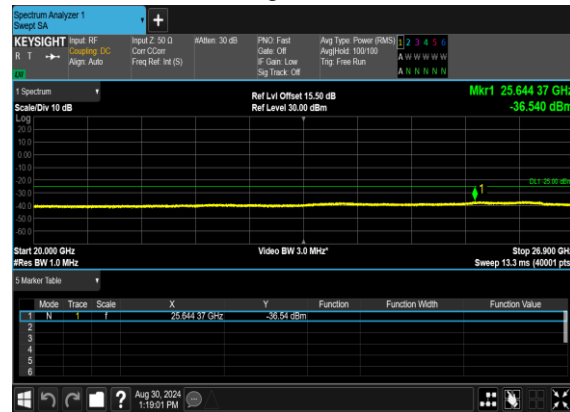 Spectrum Analyzer 1
Swept SA
+
KEYSIGHT Input: RF Input Z: 50 Ω #Atten: 30 dB PNO: Fast Avg Type: Power (RMS) 1 2 3 4 5 6
R T Coupling: DC Corr CCorr Gate: Off Avg|Hold: 100/100 A W W W W W
Align: Auto Freq Ref: Int (S) IF Gain: Low Trig: Free Run
Sig Track: Off A N N N N N
1 Spectrum Ref Lvl Offset 15.50 dB Mkr1 25.644 37 GHz
Scale/Div 10 dB Ref Level 30.00 dBm -36.540 dBm
Log
20.0
10.0
0.00
-10.0
-20.0
DL1 -25.00 dBm
1
-30.0
-40.0
-50.0
-60.0
Start 20.000 GHz Video BW 3.0 MHz* Stop 26.900 GHz
#Res BW 1.0 MHz Sweep 13.3 ms (40001 pts)
5 Marker Table
Mode Trace Scale X Y Function Function Width Function Value
1 N 1 f 25.644 37 GHz -36.54 dBm
2
3
4
5
6
? Aug 30, 2024
1:19:01 PM